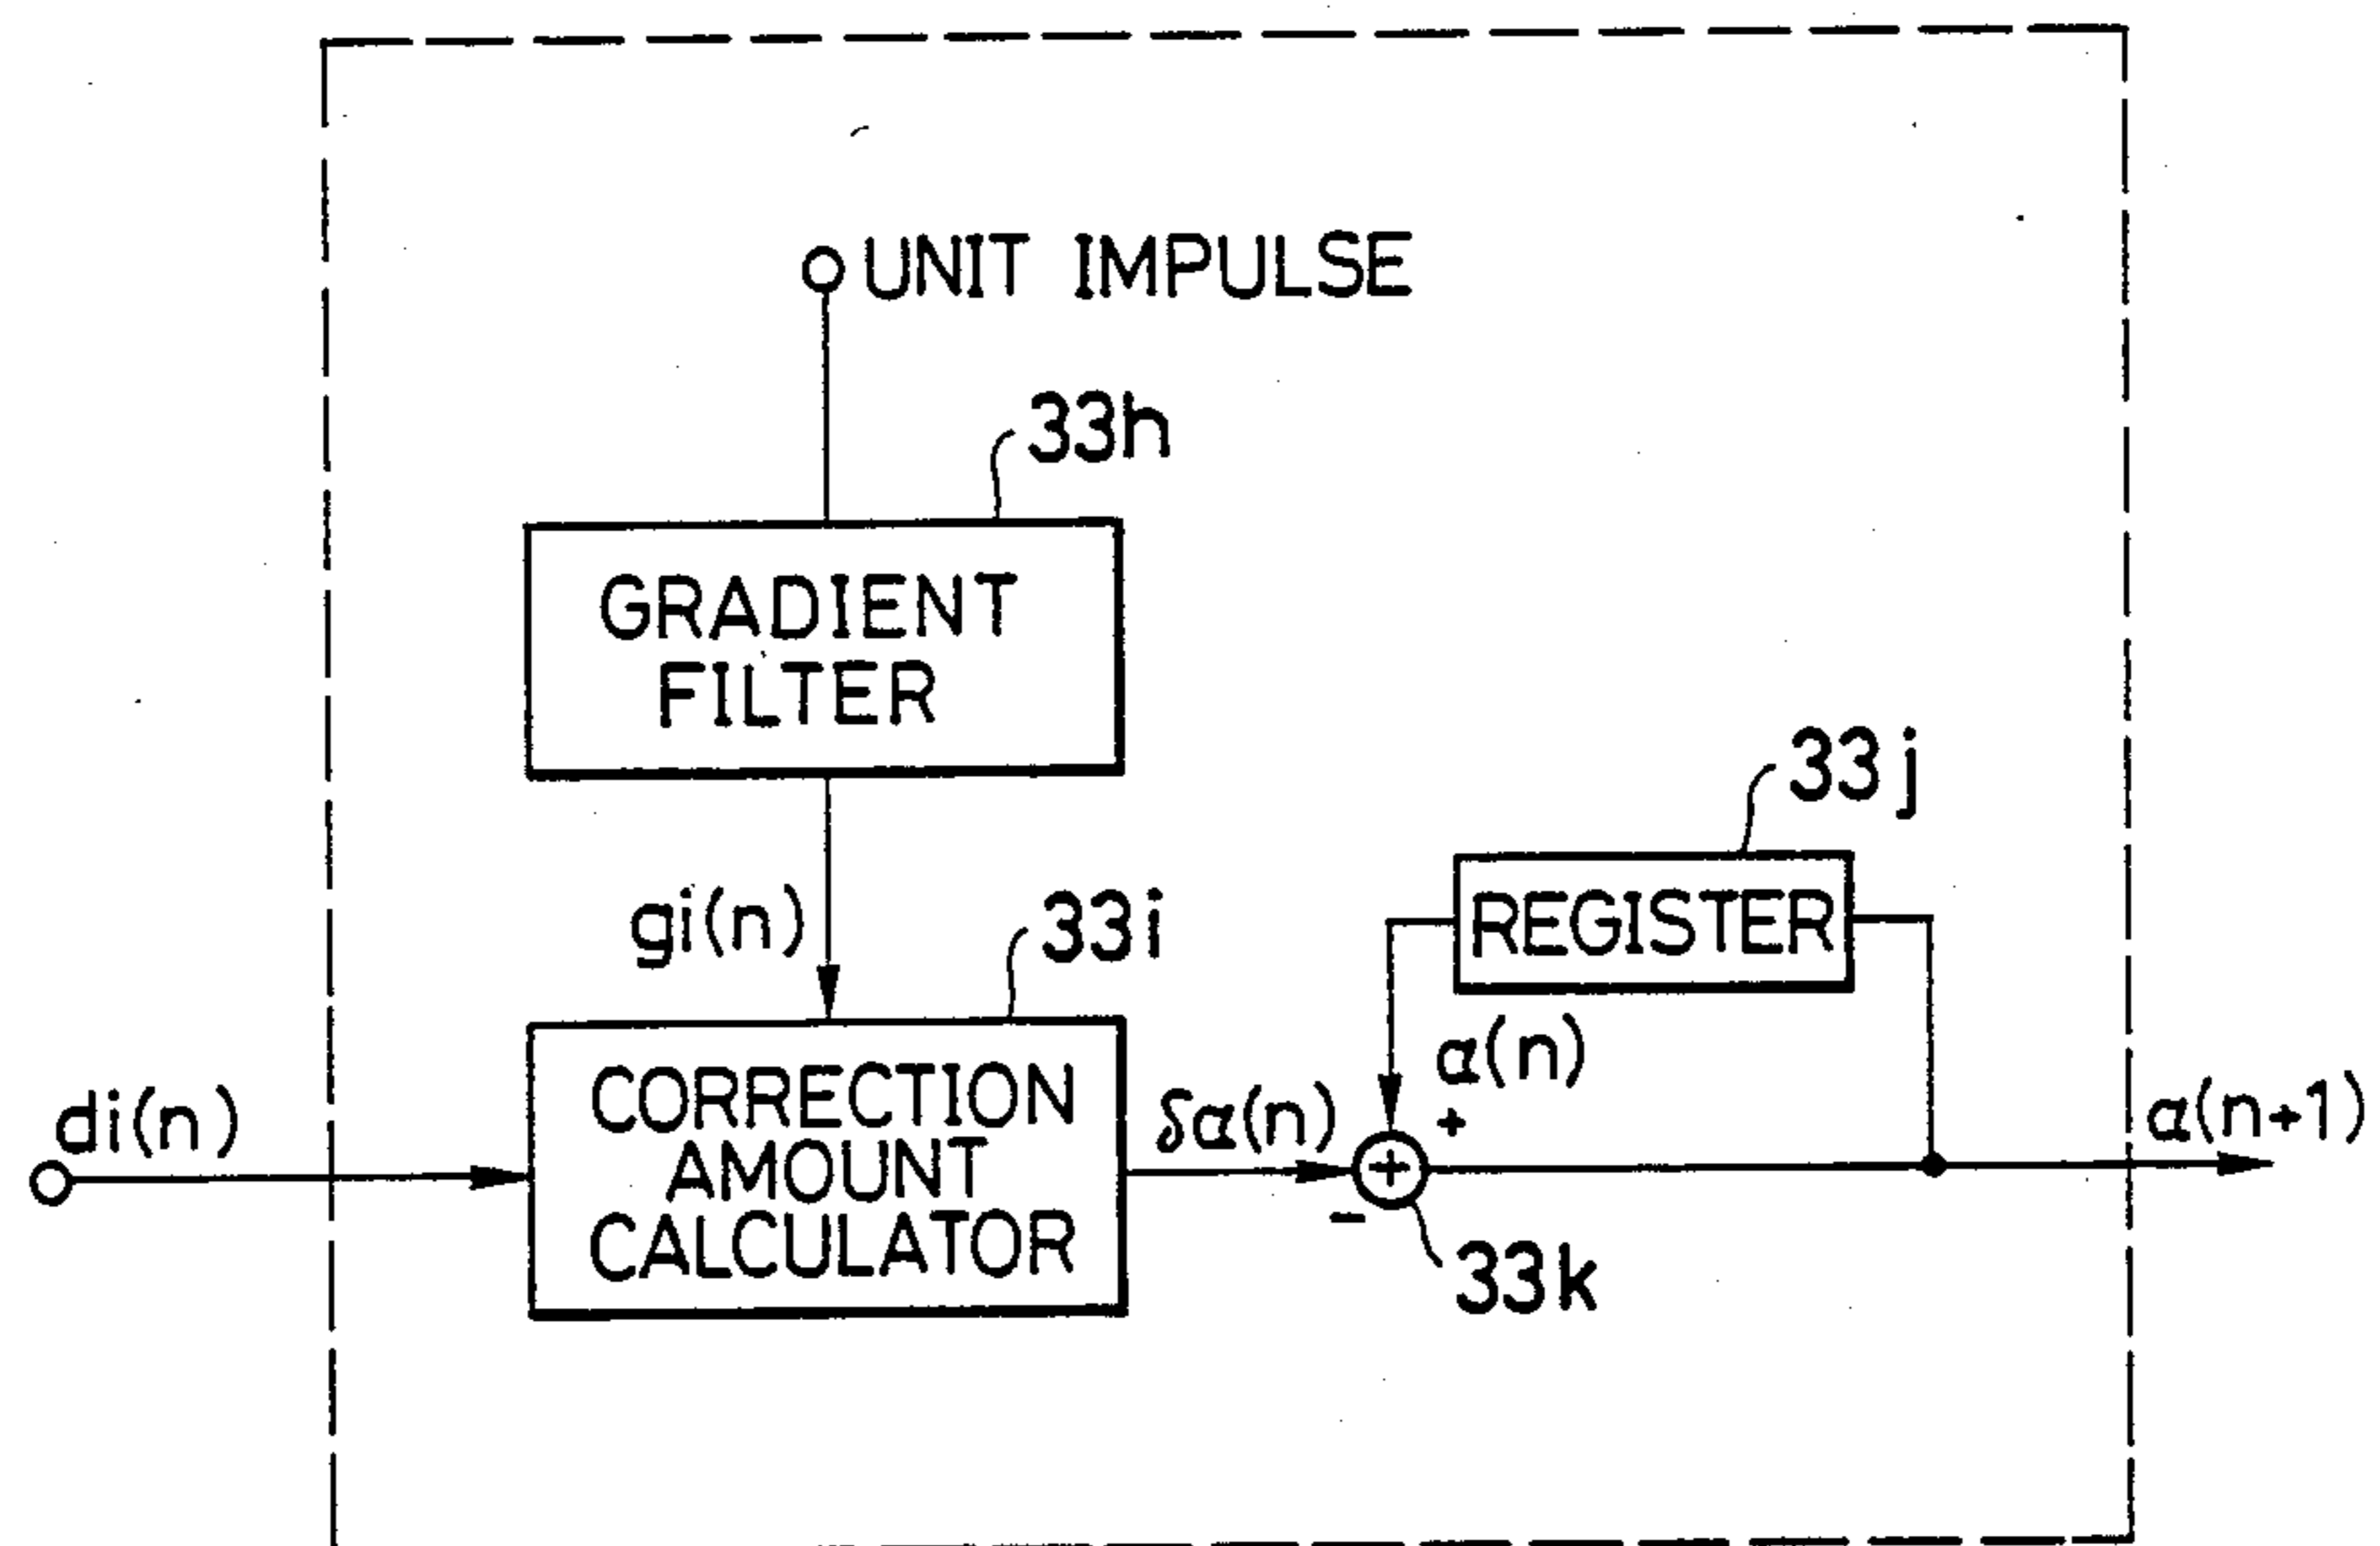 UNIT IMPULSE
33h
GRADIENT
FILTER
33j
REGISTER
gi(n)
33i
α(n)
+
CORRECTION
AMOUNT
CALCULATOR
di(n)
δα(n)
+
-
α(n+1)
33k